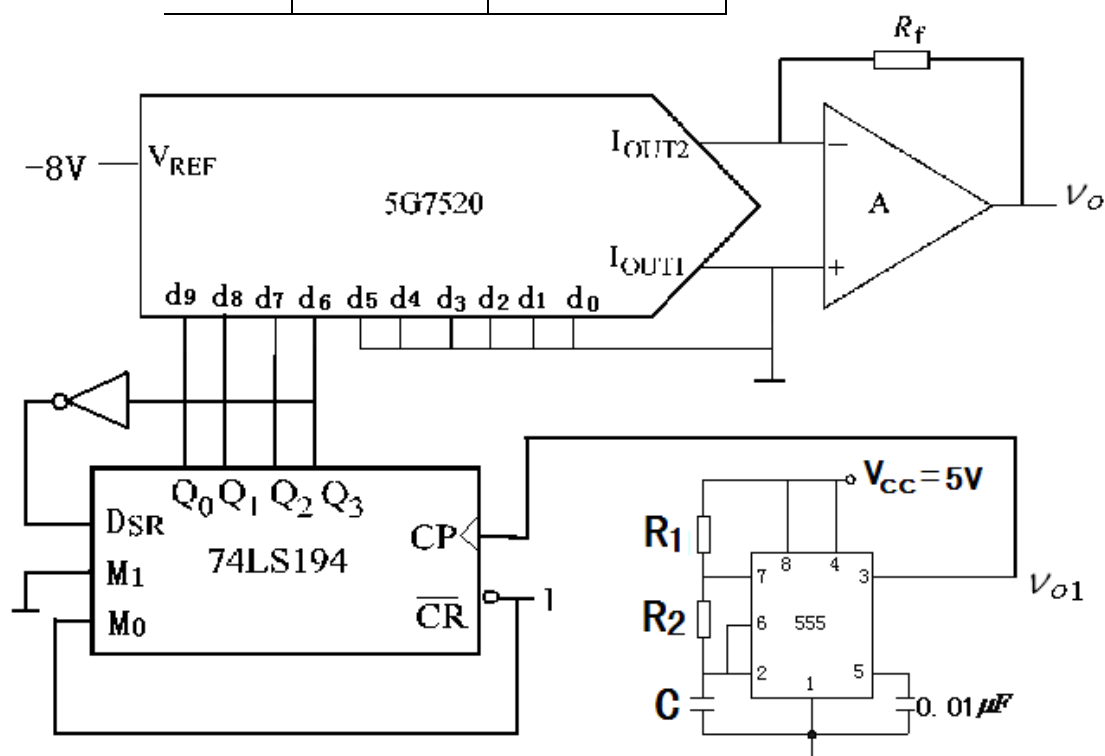 Rf
IOUT2
-8V
VREF
5G7520
−
A
νo
IOUT1
+
d9 d8 d7 d6 d5 d4 d3 d2 d1 d0
Q0 Q1 Q2 Q3
VCC=5V
DSR
CP
R1
8 4
74LS194
7 3
M1
νo1
CR
1
R2
6 555
M0
2 5
1
C
0.01μF